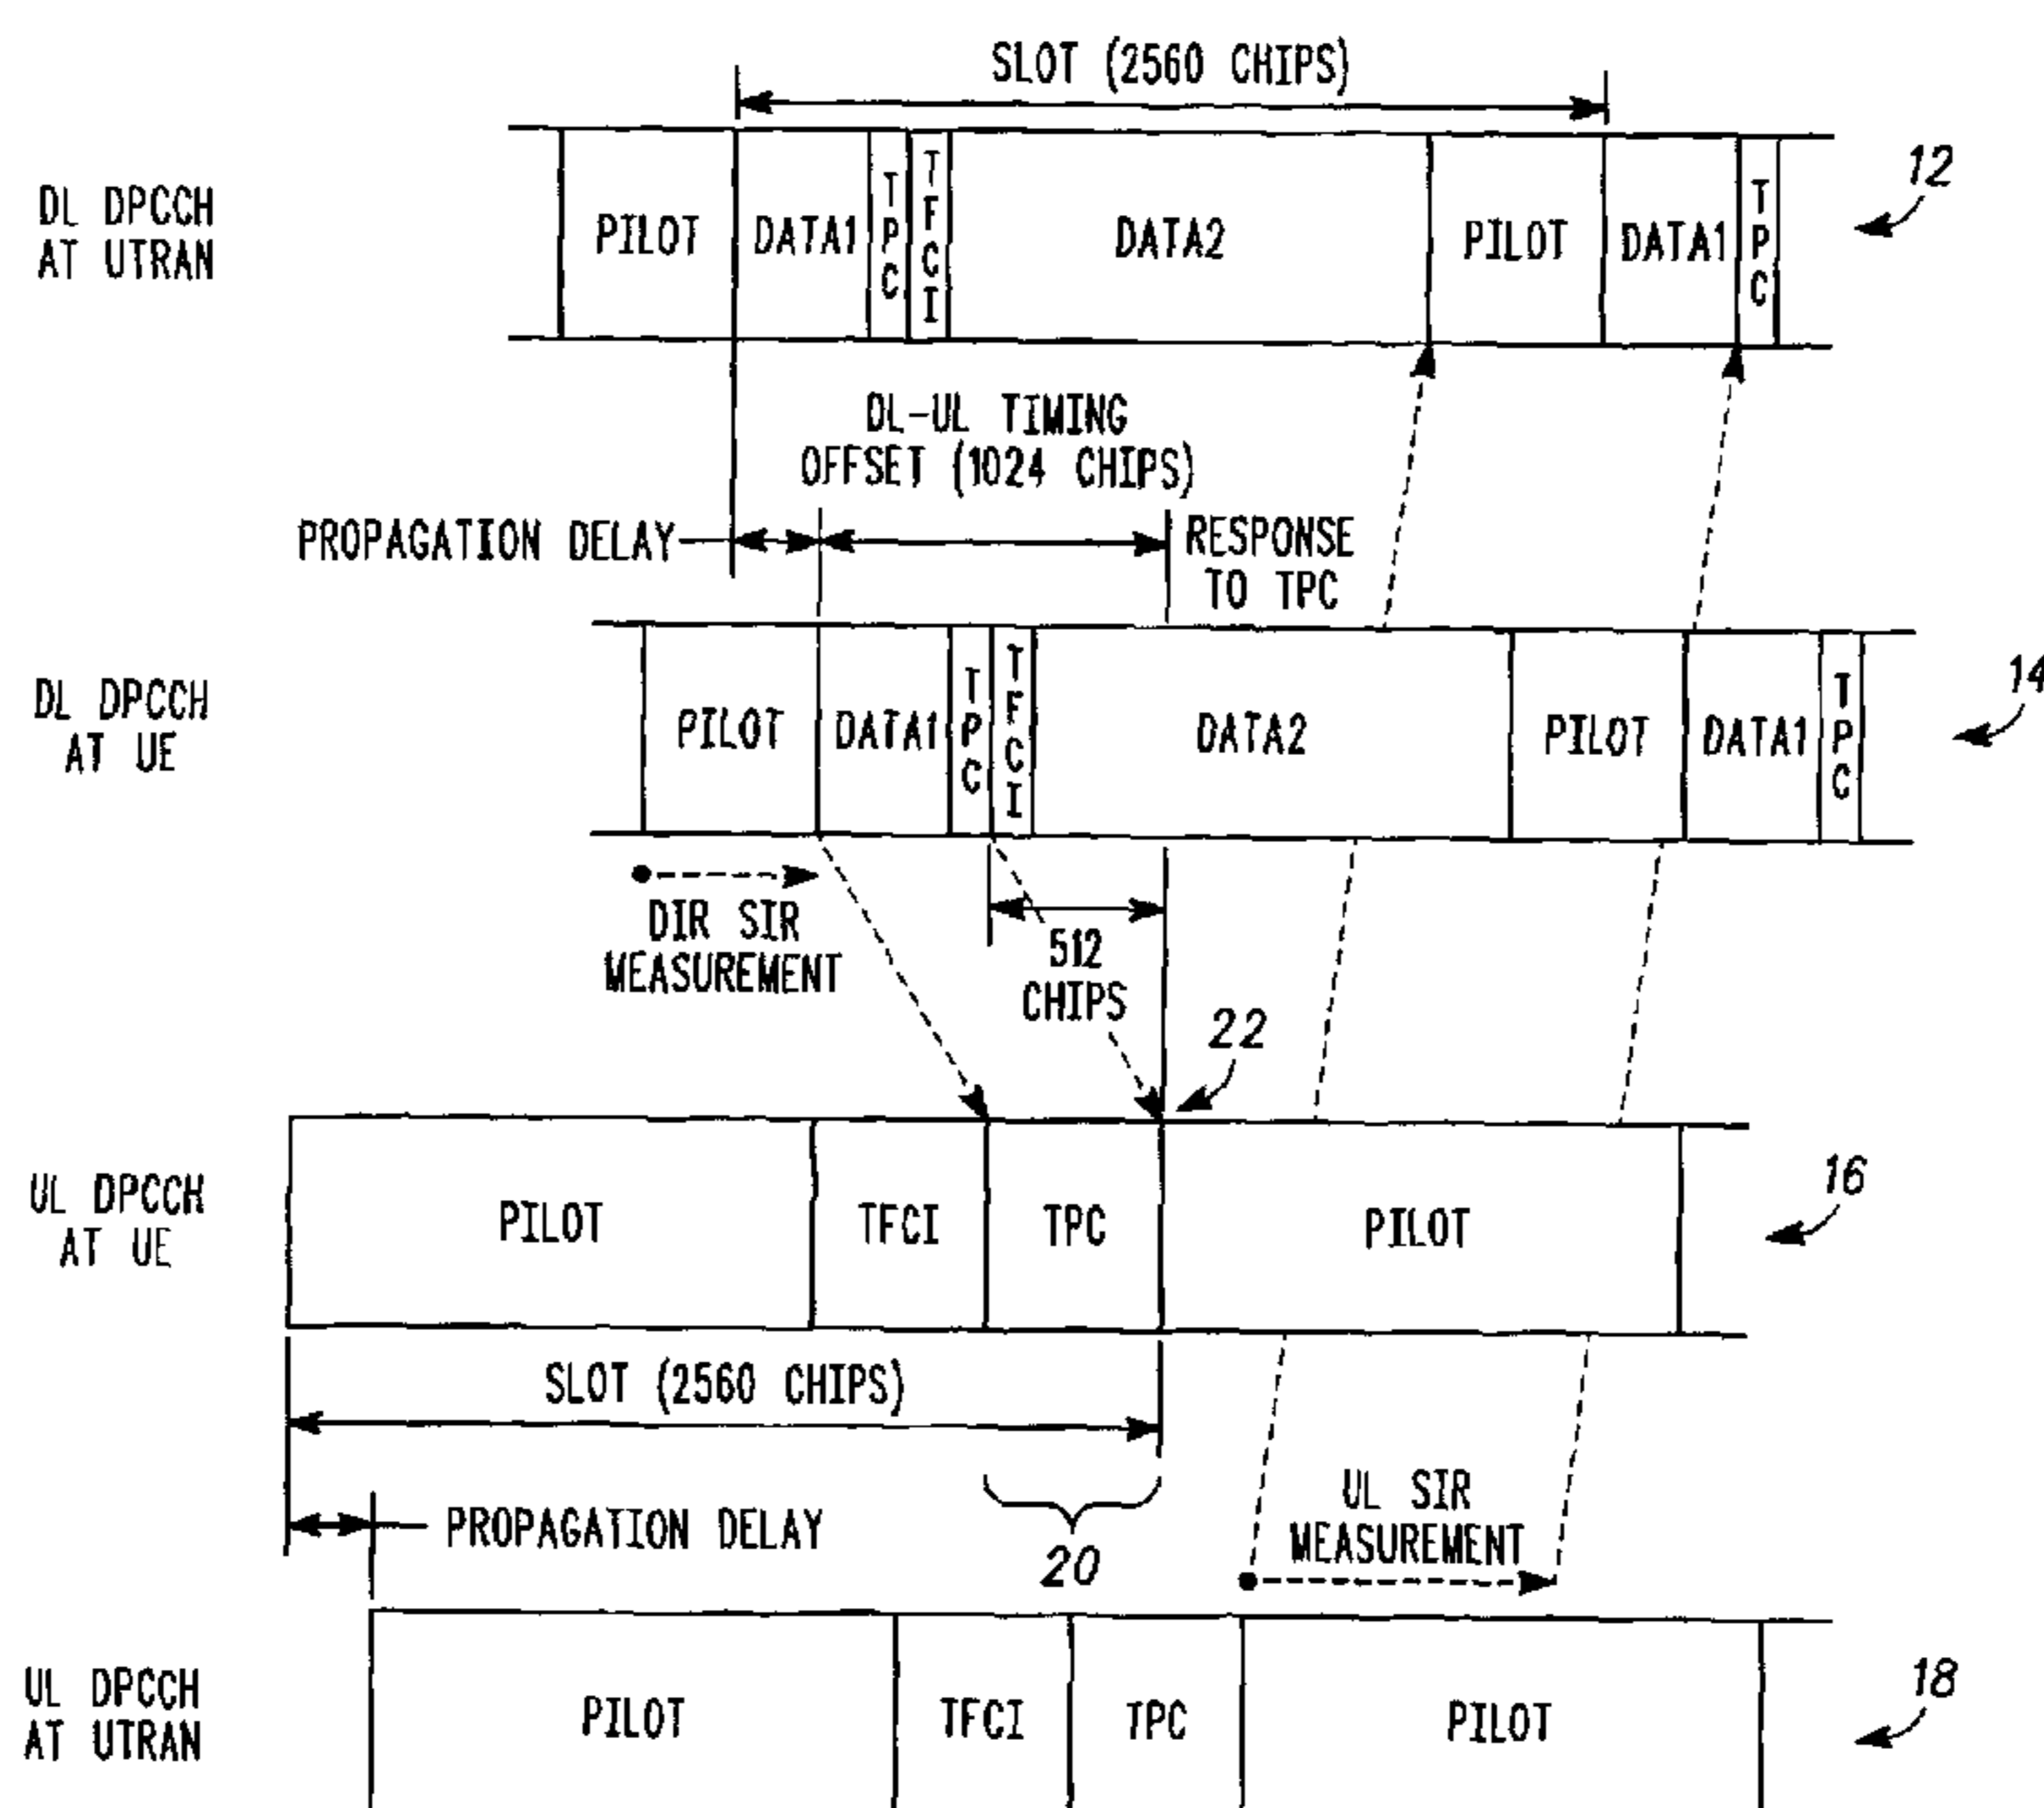 SLOT (2560 CHIPS)
DL DPCCH
AT UTRAN
PILOT
DATA1
TPC
TFCI
DATA2
PILOT
DATA1
TPC
12
DL-UL TIMING
OFFSET (1024 CHIPS)
PROPAGATION DELAY
RESPONSE
TO TPC
DL DPCCH
AT UE
PILOT
DATA1
TPC
TFCI
DATA2
PILOT
DATA1
TPC
14
DIR SIR
MEASUREMENT
512
CHIPS
22
UL DPCCH
AT UE
PILOT
TFCI
TPC
PILOT
16
SLOT (2560 CHIPS)
PROPAGATION DELAY
20
UL SIR
MEASUREMENT
UL DPCCH
AT UTRAN
PILOT
TFCI
TPC
PILOT
18